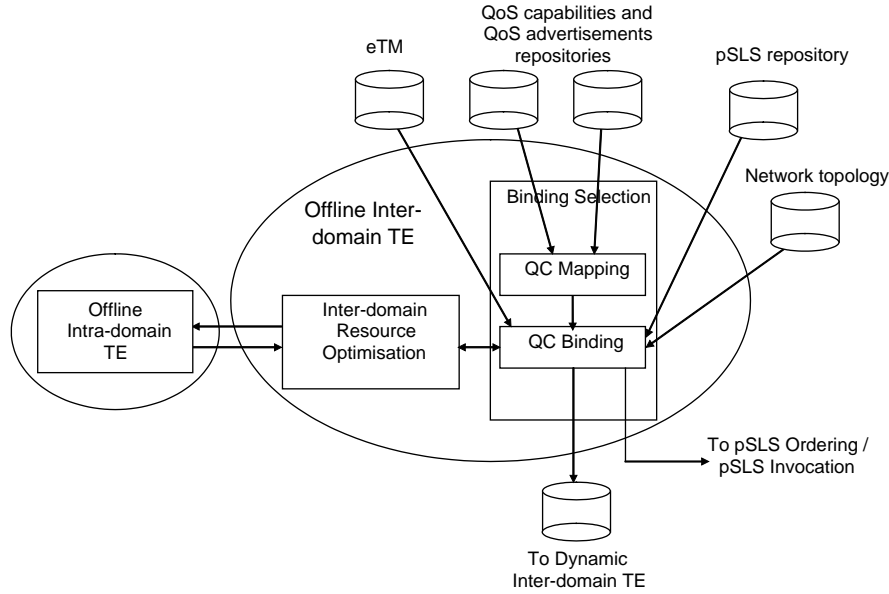 QoS capabilities and
QoS advertisements
repositories
eTM
pSLS repository
Network topology
Binding Selection
Offline Inter-
domain TE
QC Mapping
Offline
Intra-domain
TE
Inter-domain
Resource
Optimisation
QC Binding
To pSLS Ordering /
pSLS Invocation
To Dynamic
Inter-domain TE